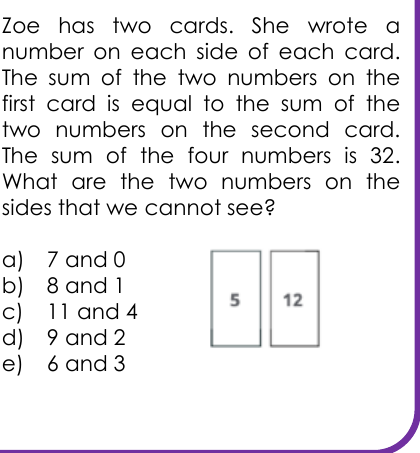 Zoe has two cards. She wrote a
number on each side of each card.
The sum of the two numbers on the
first card is equal to the sum of the
two numbers on the second card.
The sum of the four numbers is 32.
What are the two numbers on the
sides that we cannot see?
a) 7 and 0
b) 8 and 1
c) 11 and 4
d) 9 and 2
e) 6 and 3
5 12